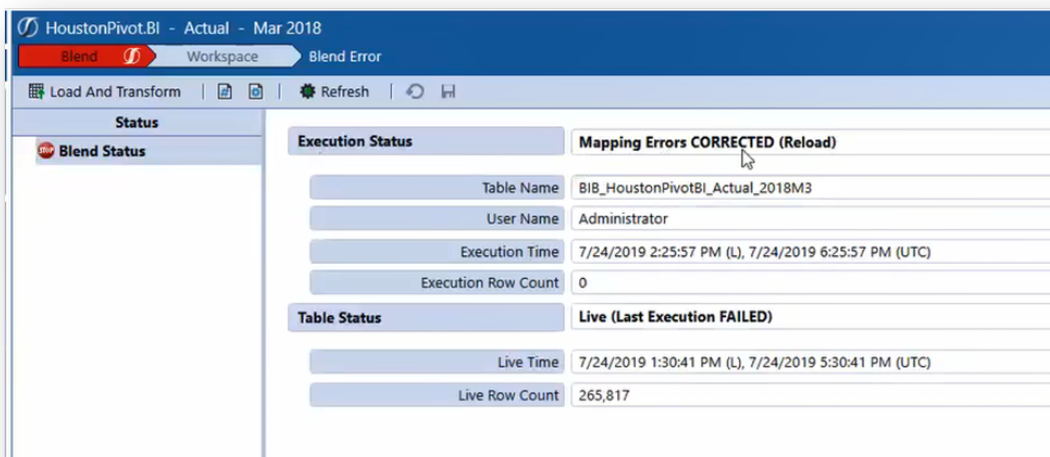 HoustonPivot.BI - Actual - Mar 2018
Blend Workspace Blend Error
Load And Transform Refresh
Status
STOP Blend Status
Execution Status Mapping Errors CORRECTED (Reload)
Table Name BIB_HoustonPivotBI_Actual_2018M3
User Name Administrator
Execution Time 7/24/2019 2:25:57 PM (L), 7/24/2019 6:25:57 PM (UTC)
Execution Row Count 0
Table Status Live (Last Execution FAILED)
Live Time 7/24/2019 1:30:41 PM (L), 7/24/2019 5:30:41 PM (UTC)
Live Row Count 265,817